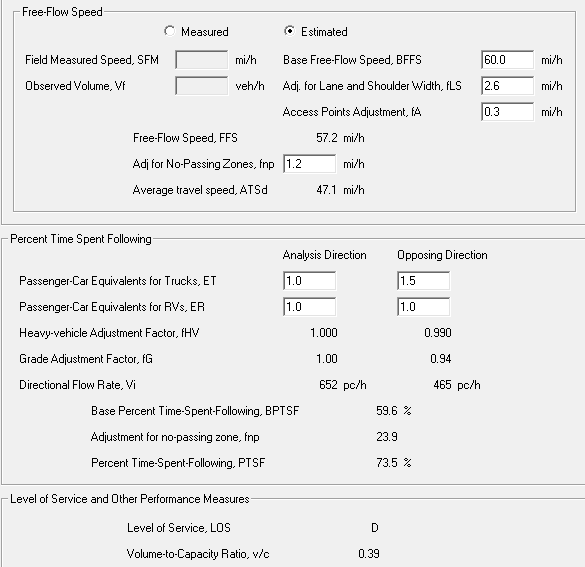 Free-Flow Speed
Measured Estimated
Field Measured Speed, SFM mi/h Base Free-Flow Speed, BFFS 60.0 mi/h
Observed Volume, Vf veh/h Adj. for Lane and Shoulder Width, fLS 2.6 mi/h
Access Points Adjustment, fA 0.3 mi/h
Free-Flow Speed, FFS 57.2 mi/h
Adj for No-Passing Zones, fnp 1.2 mi/h
Average travel speed, ATSd 47.1 mi/h
Percent Time Spent Following
Analysis Direction Opposing Direction
Passenger-Car Equivalents for Trucks, ET 1.0 1.5
Passenger-Car Equivalents for RVs, ER 1.0 1.0
Heavy-vehicle Adjustment Factor, fHV 1.000 0.990
Grade Adjustment Factor, fG 1.00 0.94
Directional Flow Rate, Vi 652 pc/h 465 pc/h
Base Percent Time-Spent-Following, BPTSF 59.6 %
Adjustment for no-passing zone, fnp 23.9
Percent Time-Spent-Following, PTSF 73.5 %
Level of Service and Other Performance Measures
Level of Service, LOS D
Volume-to-Capacity Ratio, v/c 0.39